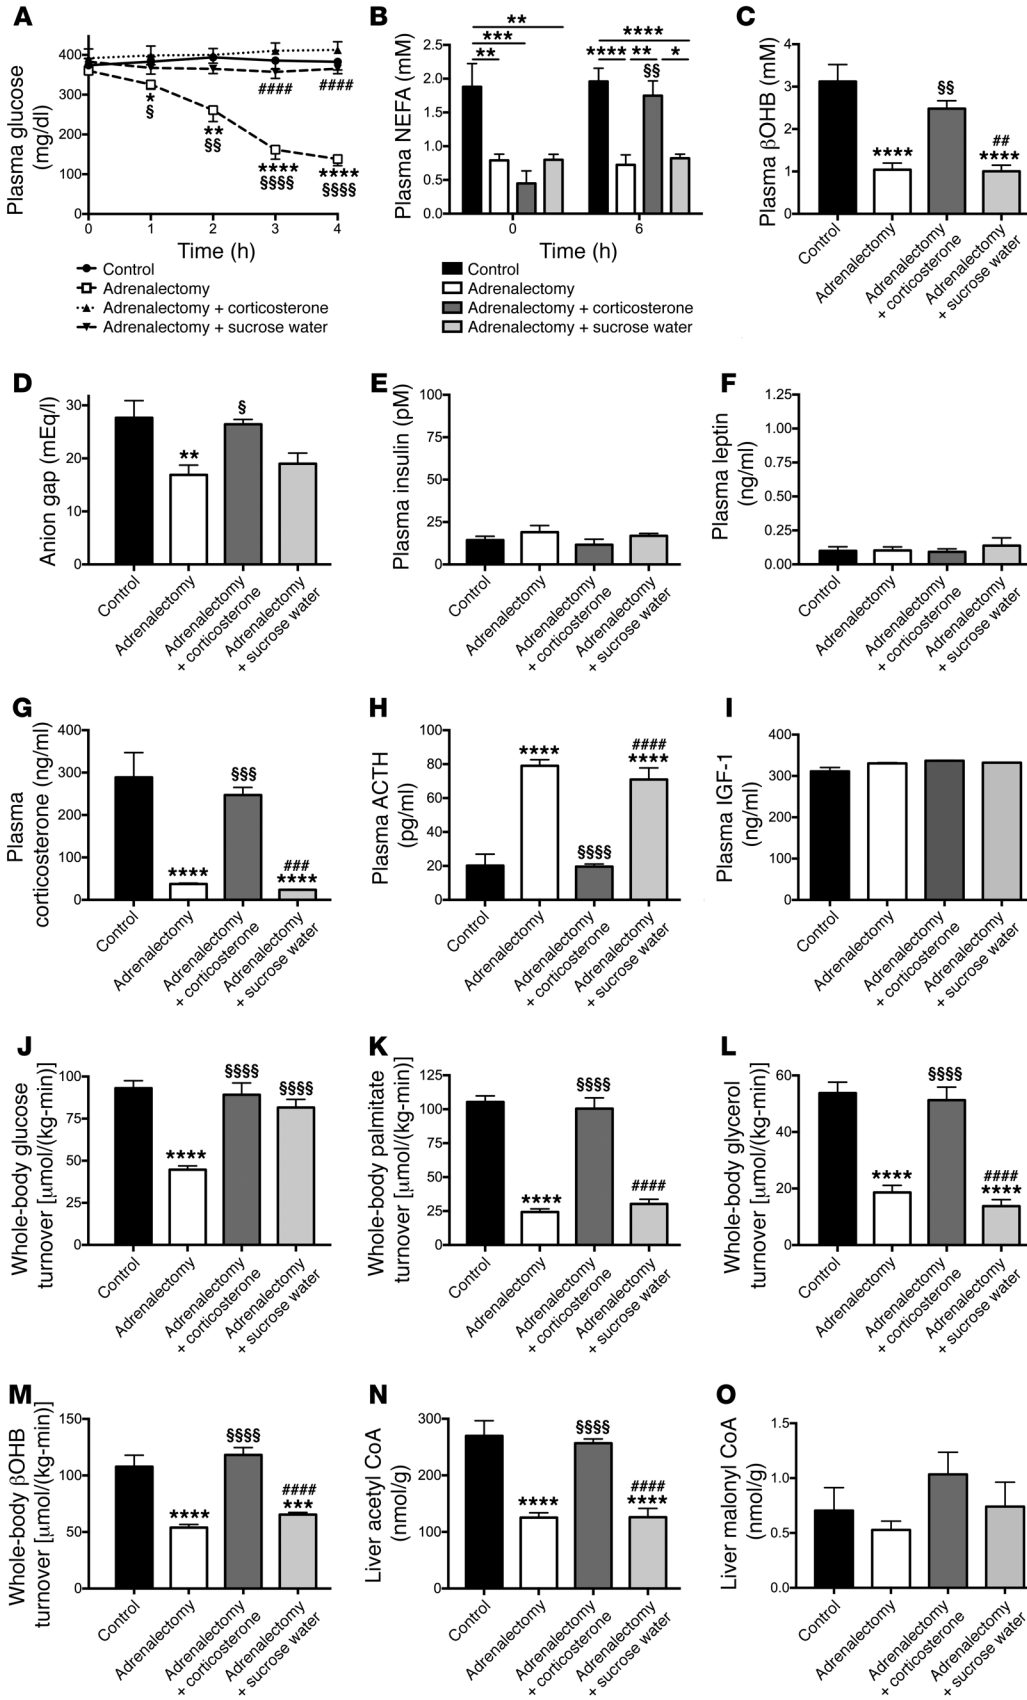 A
Plasma glucose
(mg/dl)
400
300
200
100
0
*
§
**
§§
####
****
§§§§
####
****
§§§§
0 1 2 3 4
Time (h)
Control
Adrenalectomy
Adrenalectomy + corticosterone
Adrenalectomy + sucrose water
B
Plasma NEFA (mM)
2.5
2.0
1.5
1.0
0.5
0.0
**
***
**
****
**** ** *
§§
0 6
Time (h)
Control
Adrenalectomy
Adrenalectomy + corticosterone
Adrenalectomy + sucrose water
C
Plasma βOHB (mM)
4
3
2
1
0
****
§§
##
****
Control
Adrenalectomy
Adrenalectomy
+ corticosterone
Adrenalectomy
+ sucrose water
D
Anion gap (mEq/l)
30
20
10
0
**
§
Control
Adrenalectomy
Adrenalectomy
+ corticosterone
Adrenalectomy
+ sucrose water
E
Plasma insulin (pM)
100
75
50
25
0
Control
Adrenalectomy
Adrenalectomy
+ corticosterone
Adrenalectomy
+ sucrose water
F
Plasma leptin
(ng/ml)
1.25
1.00
0.75
0.50
0.25
0.00
Control
Adrenalectomy
Adrenalectomy
+ corticosterone
Adrenalectomy
+ sucrose water
G
Plasma
corticosterone (ng/ml)
400
300
200
100
0
****
§§§
###
****
Control
Adrenalectomy
Adrenalectomy
+ corticosterone
Adrenalectomy
+ sucrose water
H
Plasma ACTH
(pg/ml)
100
80
60
40
20
0
****
§§§§
####
****
Control
Adrenalectomy
Adrenalectomy
+ corticosterone
Adrenalectomy
+ sucrose water
I
Plasma IGF-1
(ng/ml)
400
300
200
100
0
Control
Adrenalectomy
Adrenalectomy
+ corticosterone
Adrenalectomy
+ sucrose water
J
Whole-body glucose
turnover [μmol/(kg-min)]
100
75
50
25
0
****
§§§§
§§§§
Control
Adrenalectomy
Adrenalectomy
+ corticosterone
Adrenalectomy
+ sucrose water
K
Whole-body palmitate
turnover [μmol/(kg-min)]
125
100
75
50
25
0
****
§§§§
####
Control
Adrenalectomy
Adrenalectomy
+ corticosterone
Adrenalectomy
+ sucrose water
L
Whole-body glycerol
turnover [μmol/(kg-min)]
60
40
20
0
****
§§§§
####
****
Control
Adrenalectomy
Adrenalectomy
+ corticosterone
Adrenalectomy
+ sucrose water
M
Whole-body βOHB
turnover [μmol/(kg-min)]
150
100
50
0
****
§§§§
####
***
Control
Adrenalectomy
Adrenalectomy
+ corticosterone
Adrenalectomy
+ sucrose water
N
Liver acetyl CoA
(nmol/g)
300
200
100
0
****
§§§§
####
****
Control
Adrenalectomy
Adrenalectomy
+ corticosterone
Adrenalectomy
+ sucrose water
O
Liver malonyl CoA
(nmol/g)
1.5
1.0
0.5
0.0
Control
Adrenalectomy
Adrenalectomy
+ corticosterone
Adrenalectomy
+ sucrose water